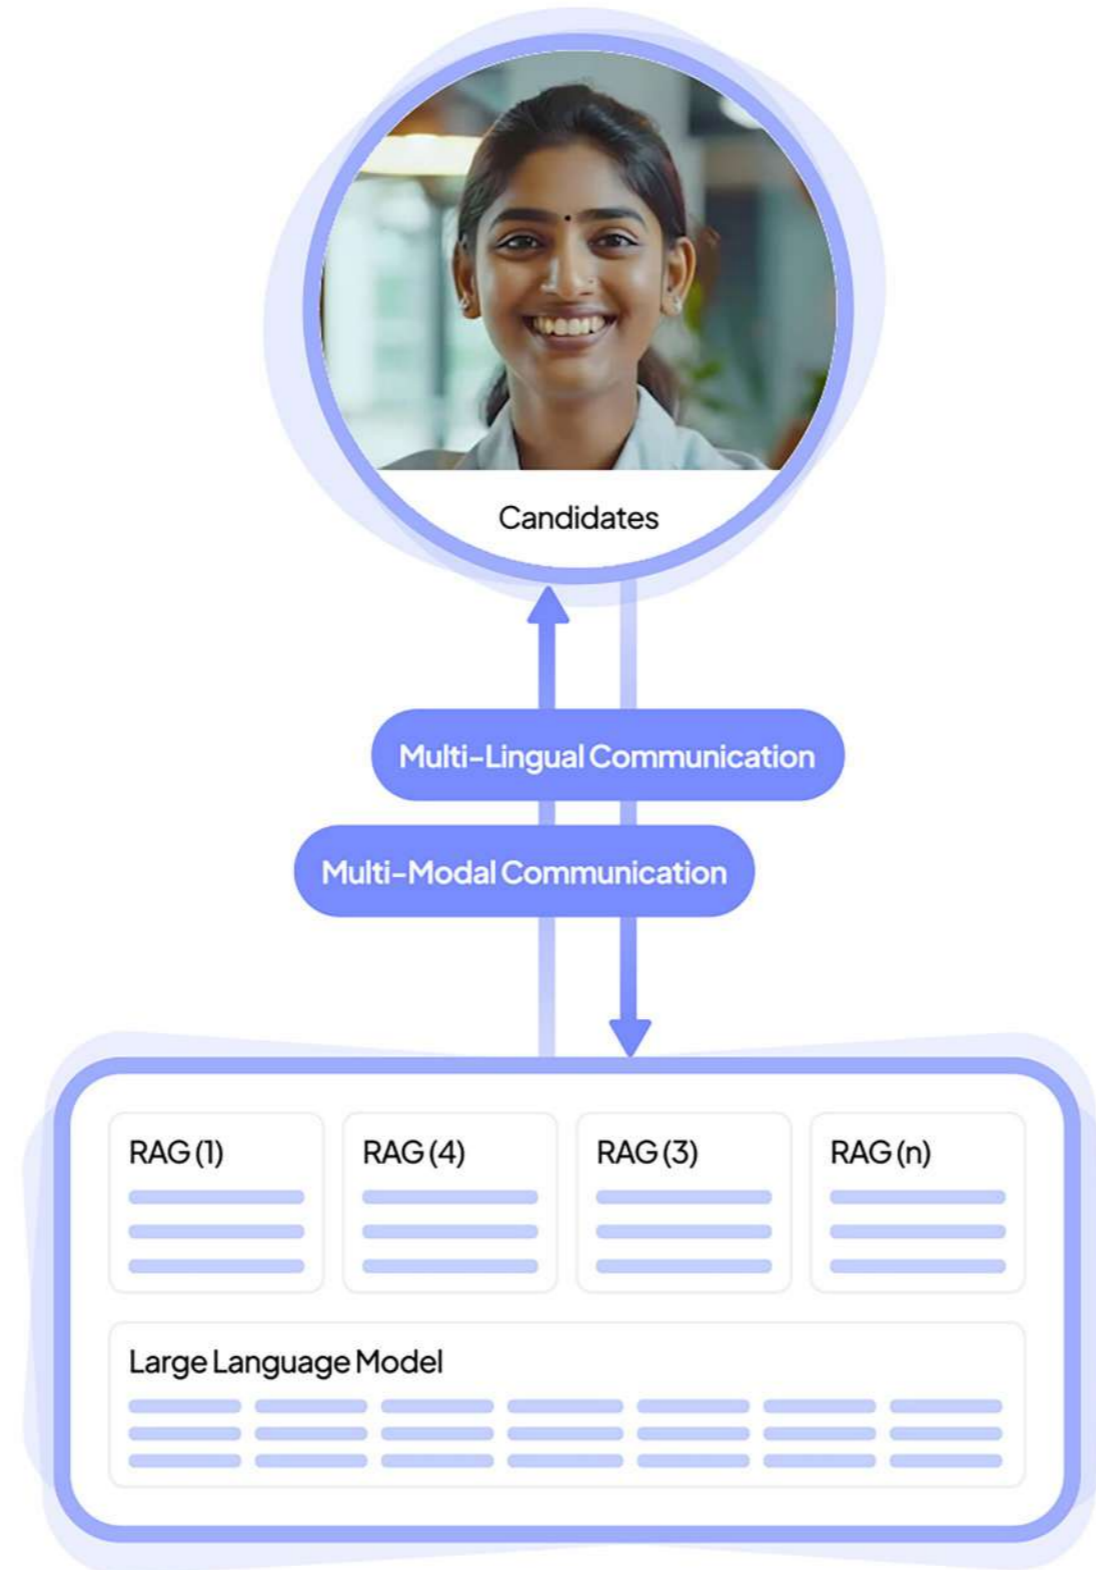 Candidates
Multi-Lingual Communication
Multi-Modal Communication
RAG (1)
RAG (4)
RAG (3)
RAG (n)
Large Language Model